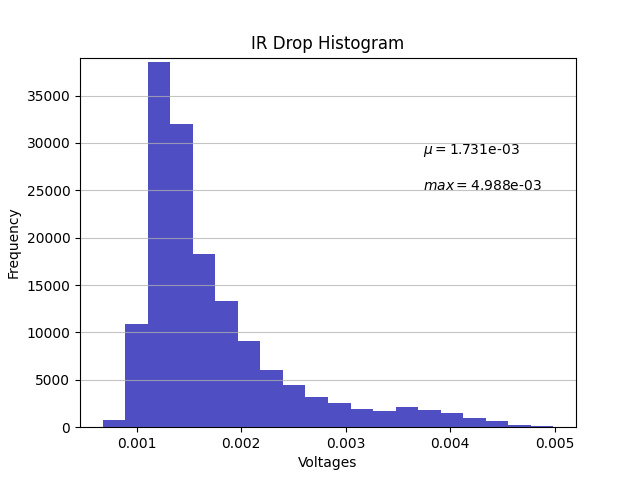 IR Drop Histogram
35000
30000
25000
20000
15000
10000
5000
0
Frequency
μ = 1.731e-03
max = 4.988e-03
0.001 0.002 0.003 0.004 0.005
Voltages